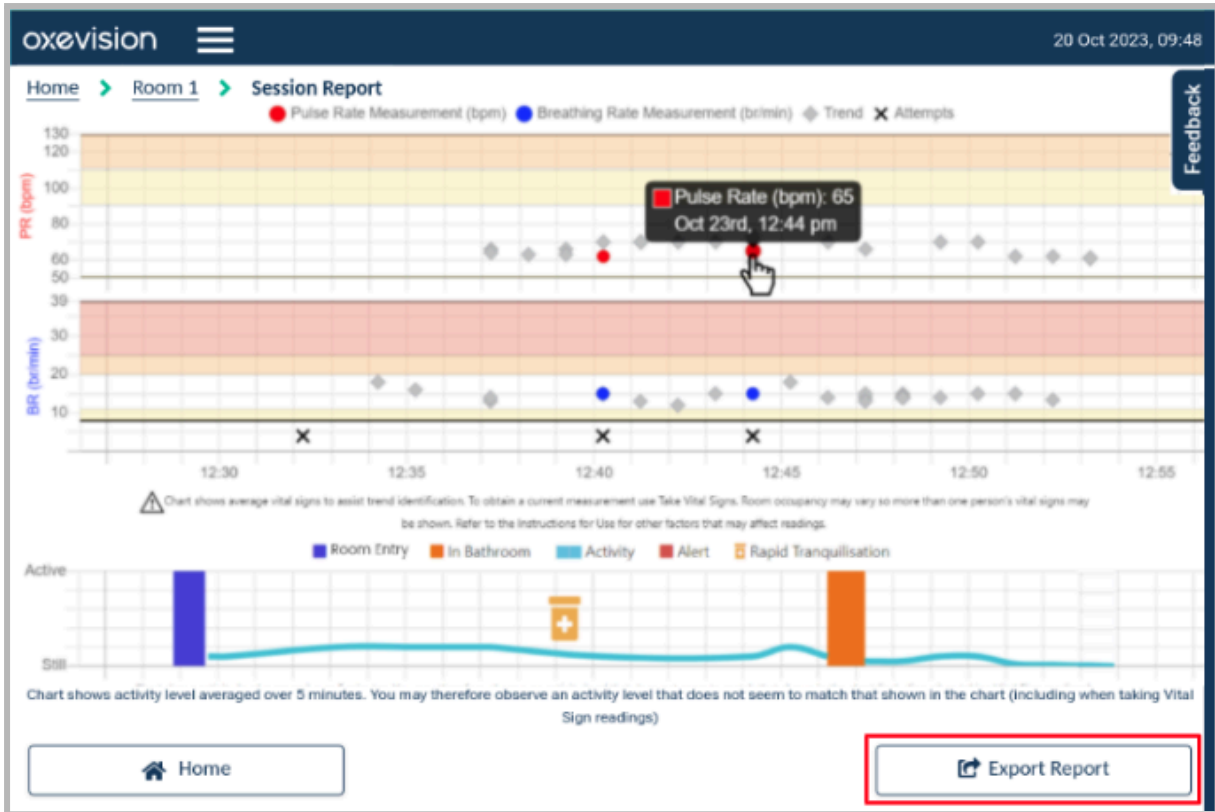 oxevision
20 Oct 2023, 09:48
Home > Room 1 > Session Report
Feedback
Pulse Rate Measurement (bpm) Breathing Rate Measurement (br/min) Trend Attempts
PR (bpm)
130
120
100
80
60
50
Pulse Rate (bpm): 65
Oct 23rd, 12:44 pm
BR (br/min)
39
30
20
10
12:30 12:35 12:40 12:45 12:50 12:55
Chart shows average vital signs to assist trend identification. To obtain a current measurement use Take Vital Signs. Room occupancy may vary so more than one person's vital signs may
be shown. Refer to the Instructions for Use for other factors that may affect readings.
Room Entry In Bathroom Activity Alert Rapid Tranquilisation
Active
Still
Chart shows activity level averaged over 5 minutes. You may therefore observe an activity level that does not seem to match that shown in the chart (including when taking Vital
Sign readings)
Home
Export Report